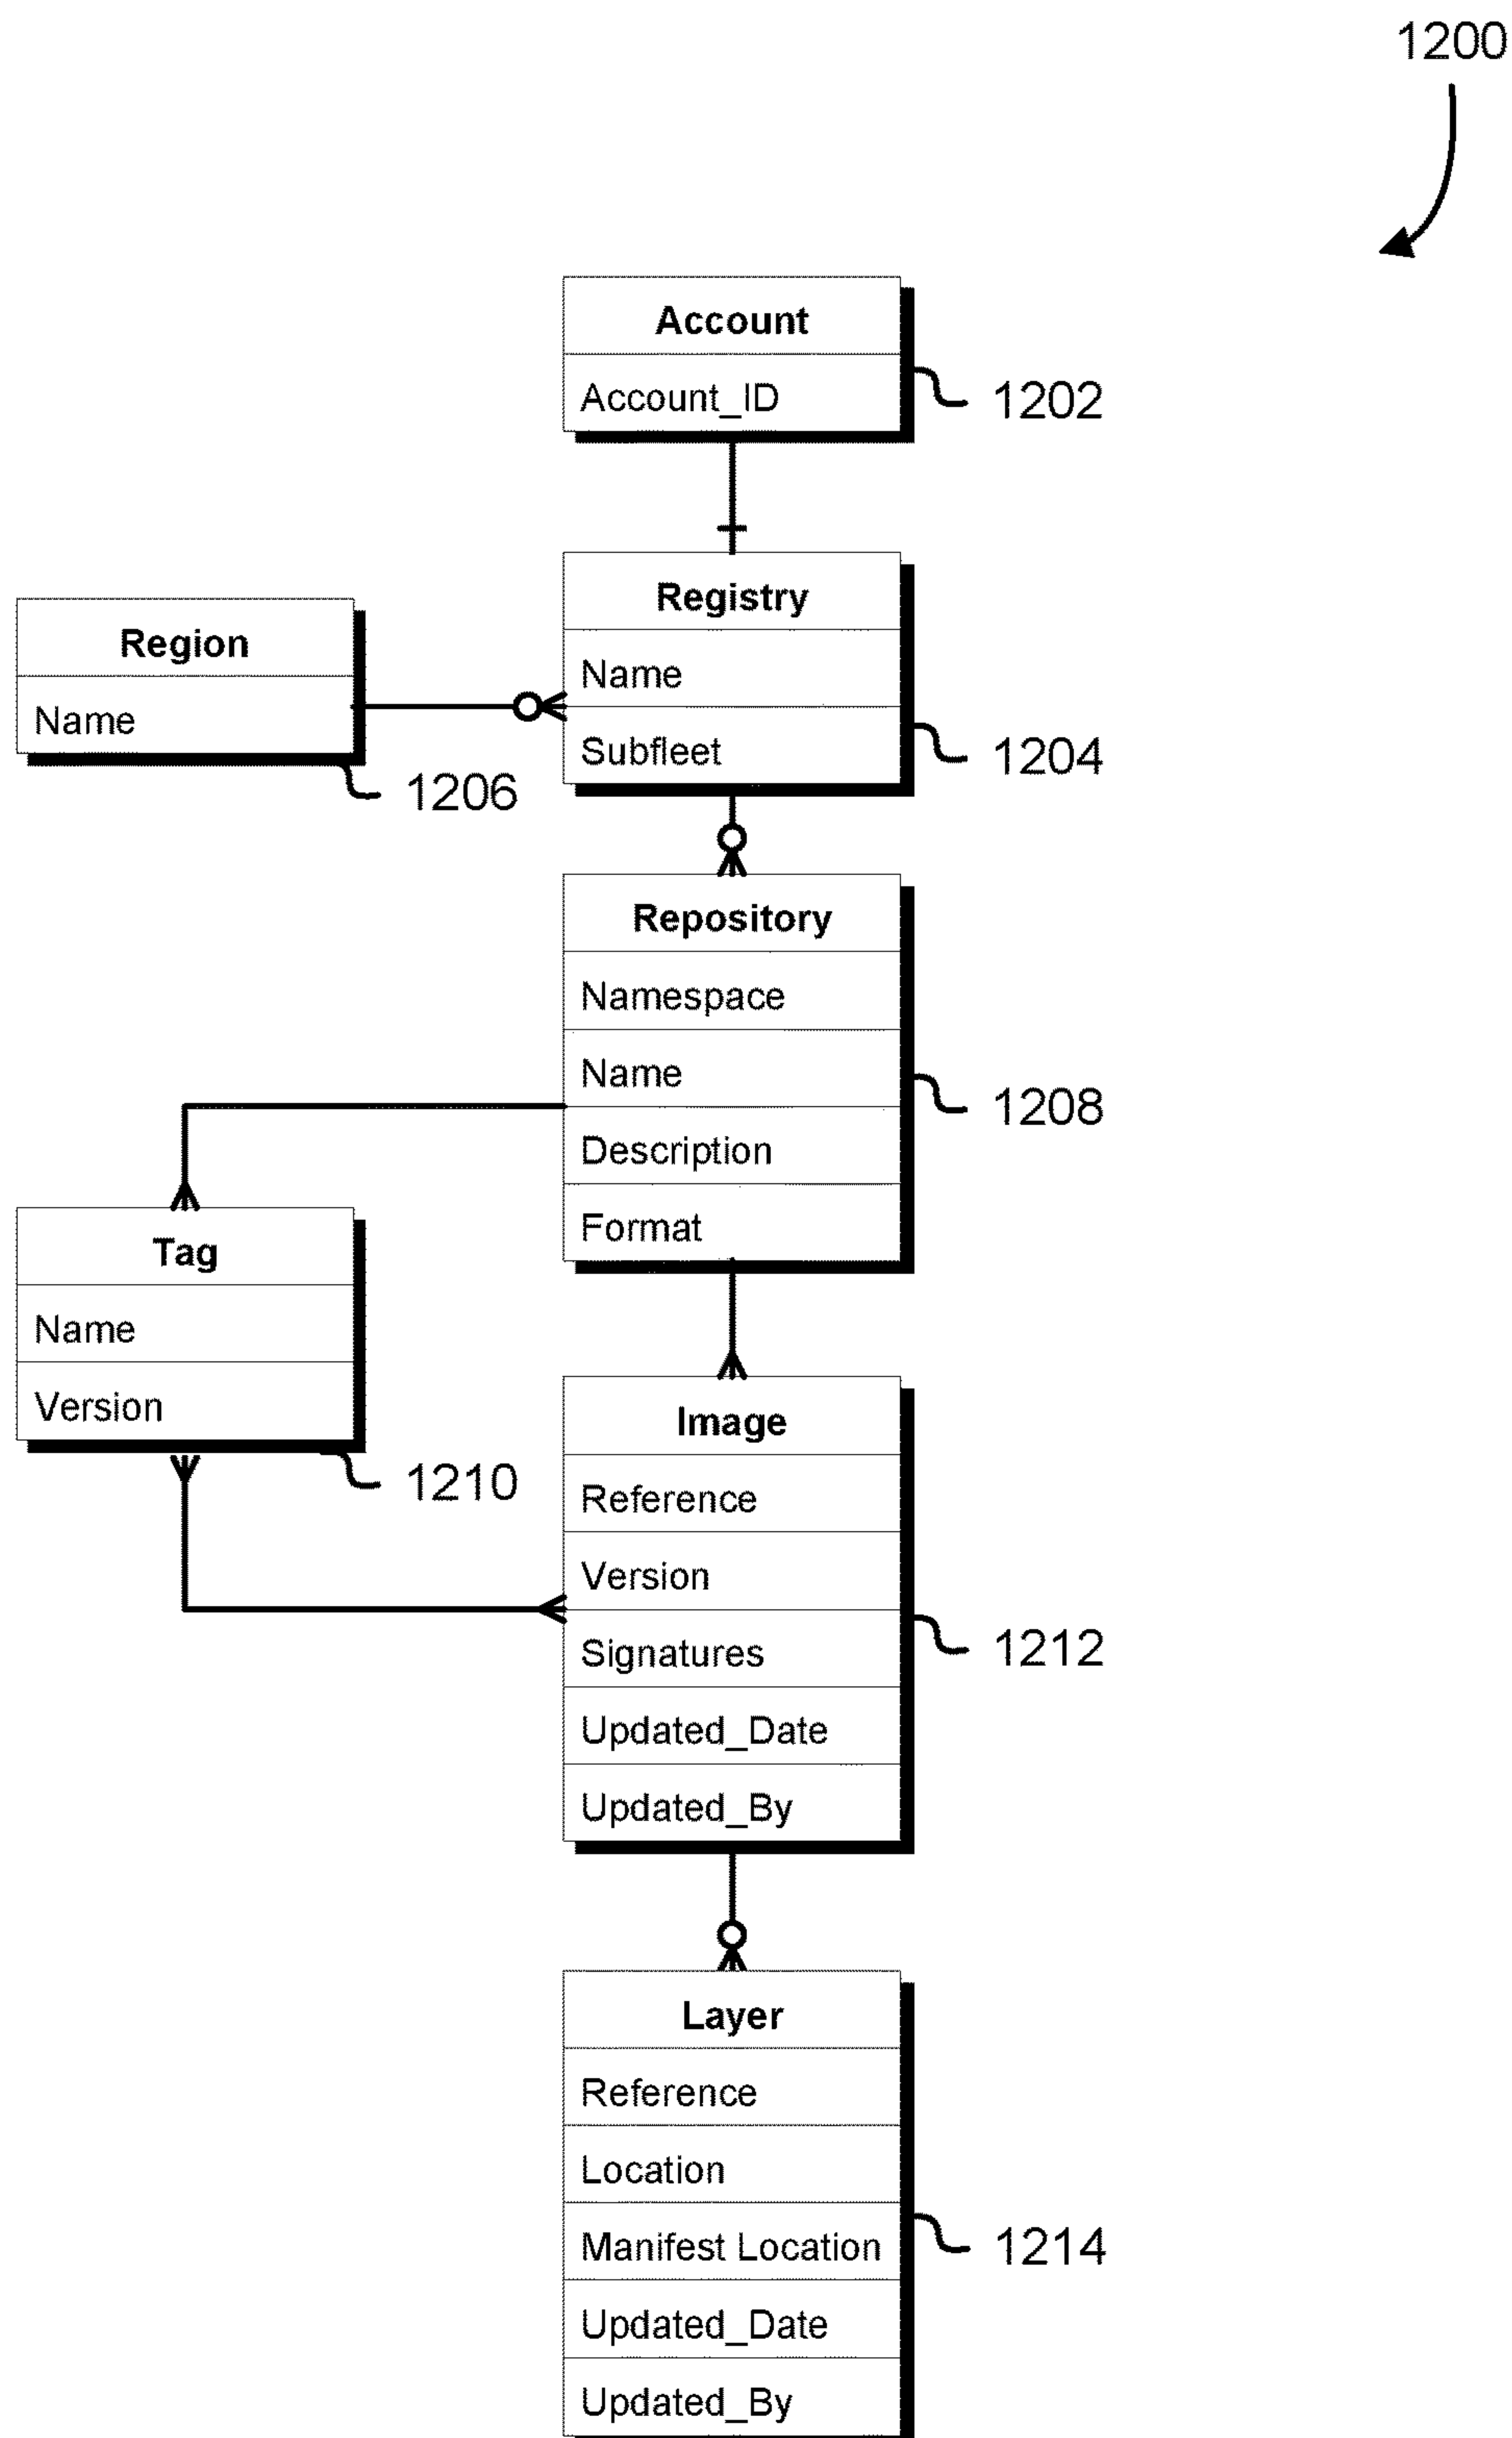 1200
Account
Account_ID
1202
Registry
Name
Subfleet
1204
Region
Name
1206
Repository
Namespace
Name
Description
Format
1208
Tag
Name
Version
1210
Image
Reference
Version
Signatures
Updated_Date
Updated_By
1212
Layer
Reference
Location
Manifest Location
Updated_Date
Updated_By
1214